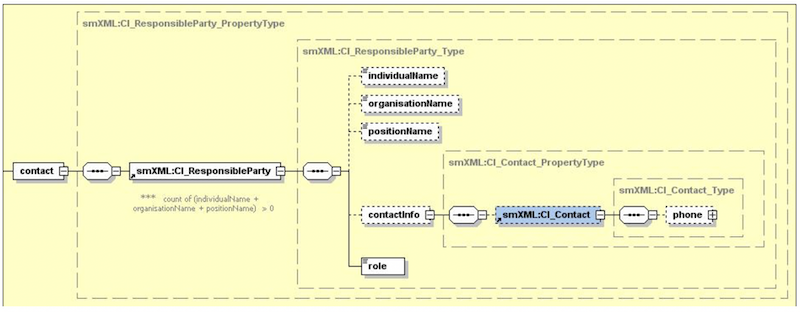 smXML:CI_ResponsibleParty_PropertyType
smXML:CI_ResponsibleParty_Type
individualName
organisationName
positionName
smXML:CI_Contact_PropertyType
contact
smXML:CI_ResponsibleParty
smXML:CI_Contact_Type
*** count of (individualName +
organisationName + positionName) > 0
contactInfo
smXML:CI_Contact
phone
role